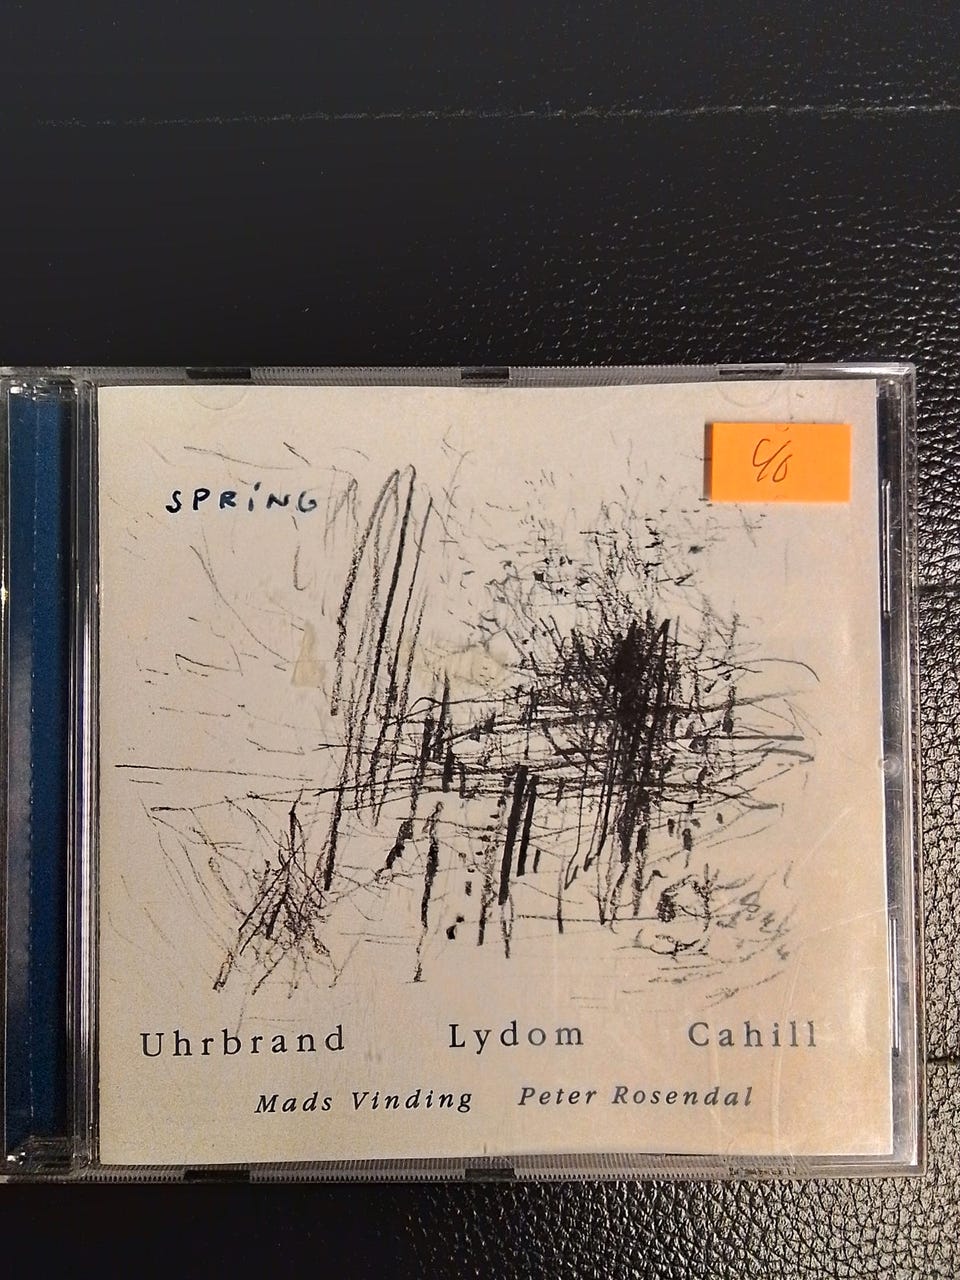 SPRiNG
Uhrbrand Lydom Cahill
Mads Vinding Peter Rosendal